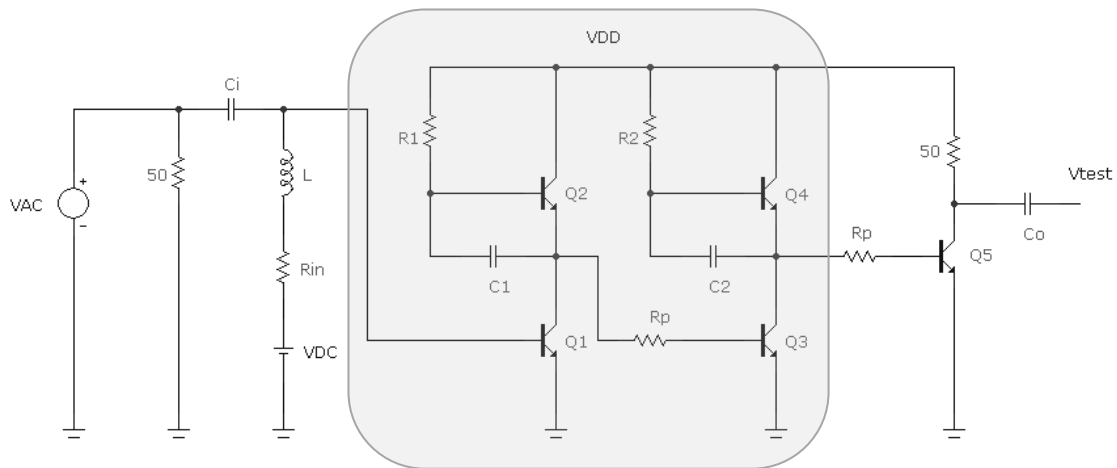 VDD
Ci
R1
R2
50
50
L
Q2
Q4
Vtest
VAC
+
−
Rp
Co
Q5
Rin
C1
C2
Rp
VDC
Q1
Q3